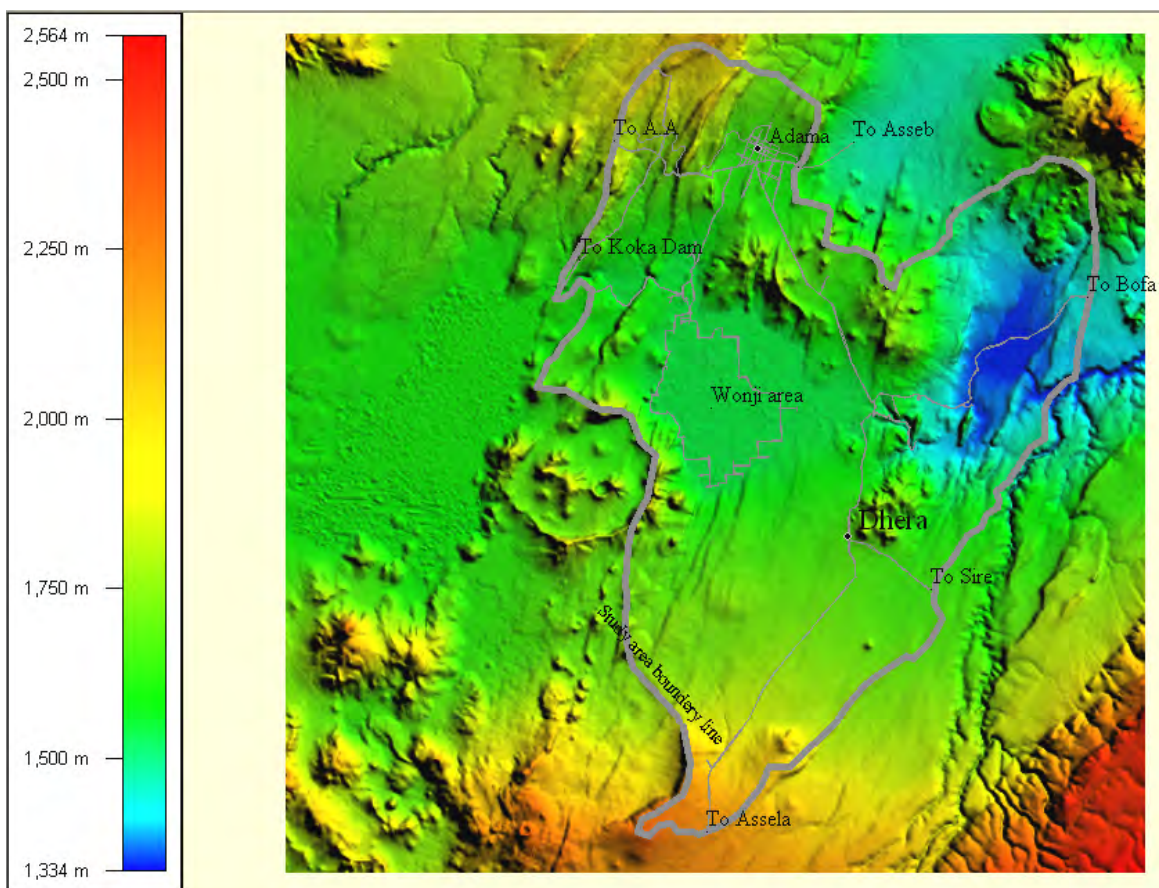 2,564 m
2,500 m
2,250 m
2,000 m
1,750 m
1,500 m
1,334 m
To A.A
Adama
To Asseb
To Koka Dam
To Bofa
Wonji area
Dhera
To Sire
Study area boundery line
To Assela